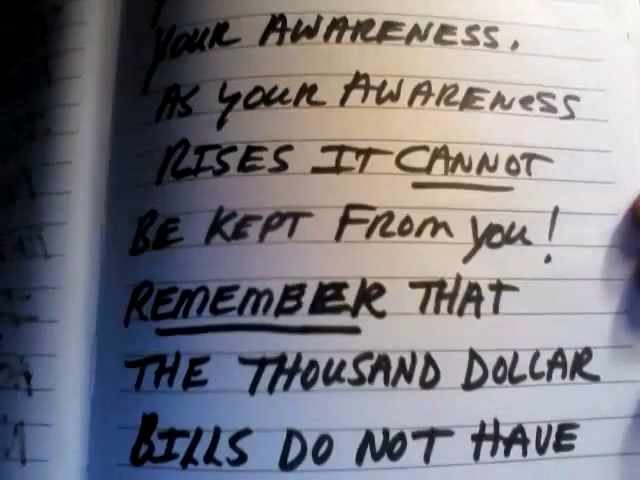 YOUR AWARENESS.
AS YOUR AWARENESS
RISES IT CANNOT
BE KEPT FROM YOU!
REMEMBER THAT
THE THOUSAND DOLLAR
BILLS DO NOT HAVE